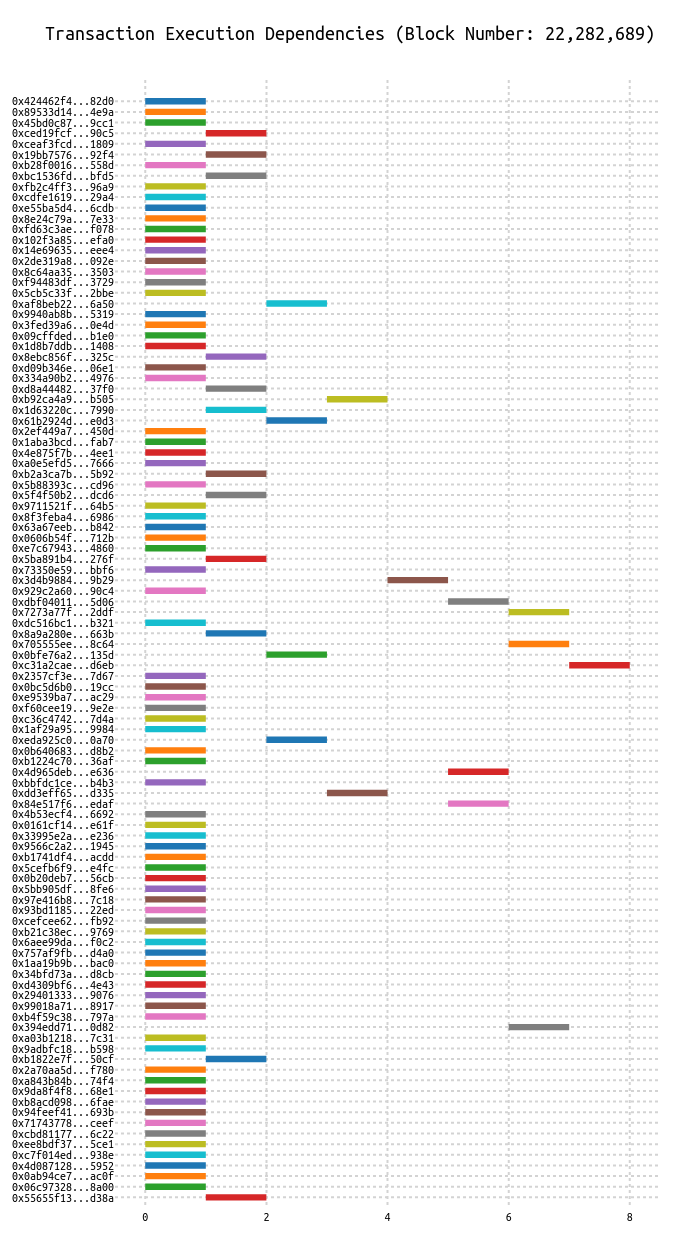 Transaction Execution Dependencies (Block Number: 22,282,689)
0x424462f4...82d0
0x89533d14...4e9a
0x45bd0c87...9cc1
0xced19fcf...90c5
0xceaf3fcd...1809
0x19bb7576...92f4
0xb28f0016...558d
0xbc1536fd...bfd5
0xfb2c4ff3...96a9
0xcdfe1619...29a4
0xe55ba5d4...6cdb
0x8e24c79a...7e33
0xfd63c3ae...f078
0x102f3a85...efa0
0x14e69635...eee4
0x2de319a8...092e
0x8c64aa35...3503
0xf94483df...3729
0x5cb5c33f...2bbe
0xaf8beb22...6a50
0x9940ab8b...5319
0x3fed39a6...0e4d
0x09cffded...b1e0
0x1d8b7ddb...1408
0x8ebc856f...325c
0xd09b346e...06e1
0x334a90b2...4976
0xd8a44482...37f0
0xb92ca4a9...b505
0x1d63220c...7990
0x61b2924d...e0d3
0x2ef449a7...450d
0x1aba3bcd...fab7
0x4e875f7b...4ee1
0xa0e5efd5...7666
0xb2a3ca7b...5b92
0x5b88393c...cd96
0x5f4f50b2...dcd6
0x9711521f...64b5
0x8f3feba4...6986
0x63a67eeb...b842
0x0606b54f...712b
0xe7c67943...4860
0x5ba891b4...276f
0x73350e59...bbf6
0x3d4b9884...9b29
0x929c2a60...90c4
0xdbf04011...5d06
0x7273a77f...2ddf
0xdc516bc1...b321
0x8a9a280e...663b
0x705555ee...8c64
0x0bfe76a2...135d
0xc31a2cae...d6eb
0x2357cf3e...7d67
0x0bc5d6b0...19cc
0xe9539ba7...ac29
0xf60cee19...9e2e
0xc36c4742...7d4a
0x1af29a95...9984
0xeda925c0...0a70
0x0b640683...d8b2
0xb1224c70...36af
0x4d965deb...e636
0xbbfdc1ce...b4b3
0xdd3eff65...d335
0x84e517f6...edaf
0x4b53ecf4...6692
0x0161cf14...e61f
0x33995e2a...e236
0x9566c2a2...1945
0xb1741df4...acdd
0x5cefb6f9...e4fc
0x0b20deb7...56cb
0x5bb905df...8fe6
0x97e416b8...7c18
0x93bd1185...22ed
0xcefcee62...fb92
0xb21c38ec...9769
0x6aee99da...f0c2
0x757af9fb...d4a0
0x1aa19b9b...bac0
0x34bfd73a...d8cb
0xd4309bf6...4e43
0x29401333...9076
0x99018a71...8917
0xb4f59c38...797a
0x394edd71...0d82
0xa03b1218...7c31
0x9adbfc18...b598
0xb1822e7f...50cf
0x2a70aa5d...f780
0xa843b84b...74f4
0x9da8f4f8...68e1
0xb8acd098...6fae
0x94feef41...693b
0x71743778...ceef
0xcbd81177...6c22
0xee8bdf37...5ce1
0xc7f014ed...938e
0x4d087128...5952
0x0ab94ce7...ac0f
0x06c97328...8a00
0x55655f13...d38a
0 2 4 6 8